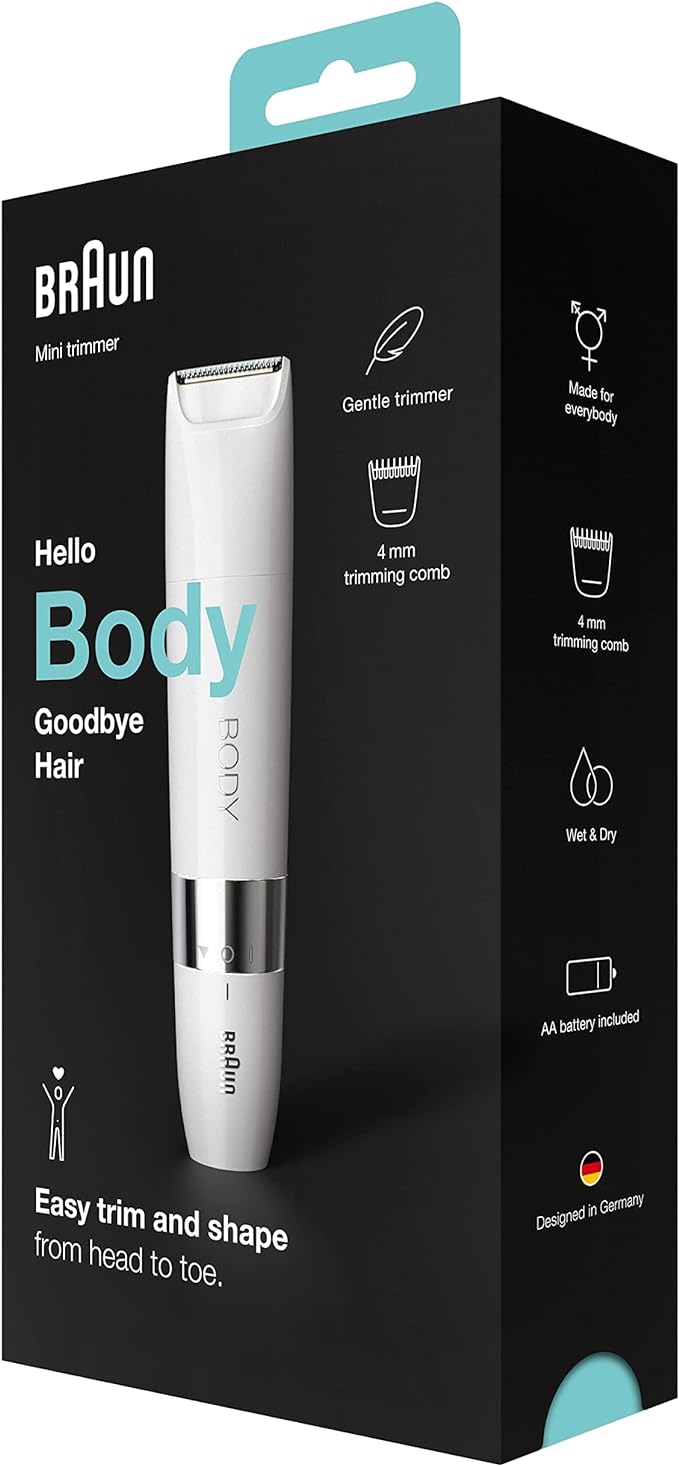 BRAUN
Mini trimmer
Gentle trimmer
4 mm
trimming comb
Hello
Body
Goodbye
Hair
BODY
BRAUN
Easy trim and shape
from head to toe.
Made for
everybody
4 mm
trimming comb
Wet & Dry
AA battery included
Designed in Germany